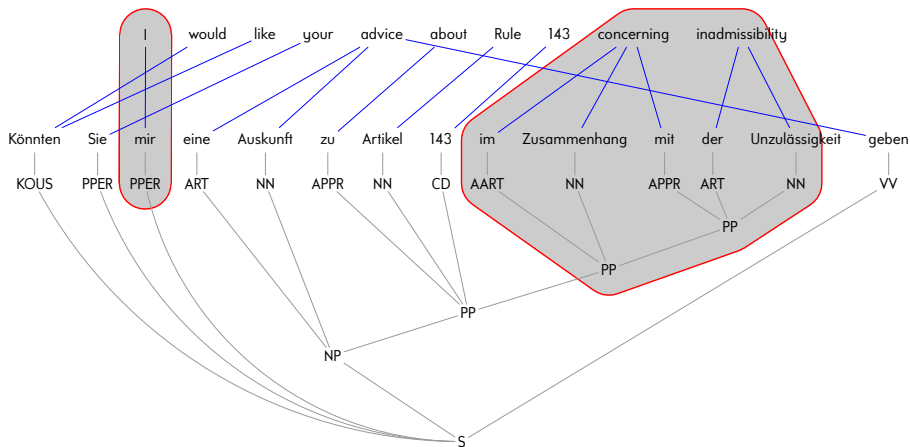 I would like your advice about Rule 143 concerning inadmissibility
Könnten Sie mir eine Auskunft zu Artikel 143 im Zusammenhang mit der Unzulässigkeit geben
KOUS PPER PPER ART NN APPR NN CD AART NN APPR ART NN VV
PP
PP
PP
NP
S